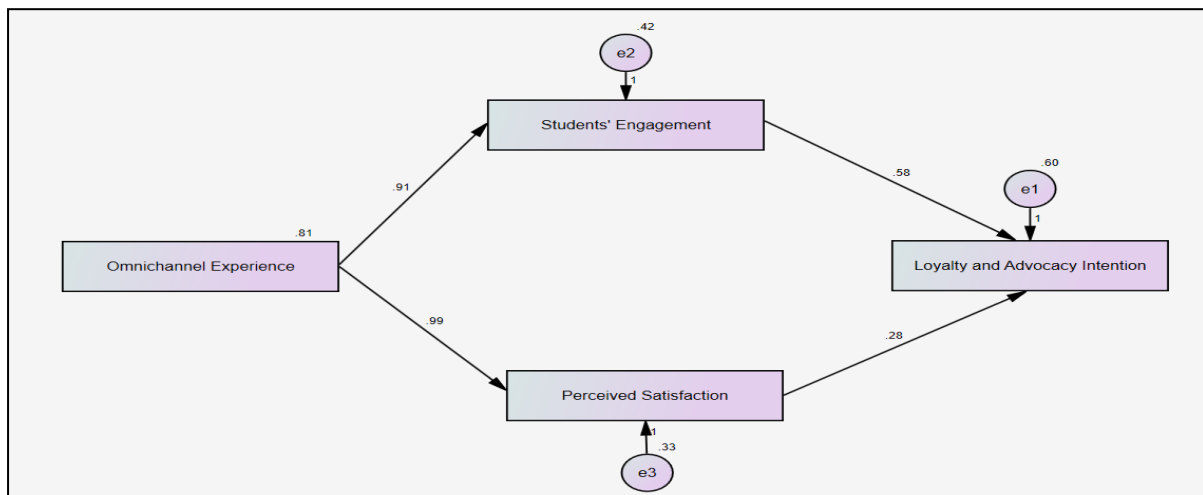 .42
e2
1
Students' Engagement
.60
.91
.58
e1
1
.81
Omnichannel Experience
Loyalty and Advocacy Intention
.99
.28
Perceived Satisfaction
1
.33
e3